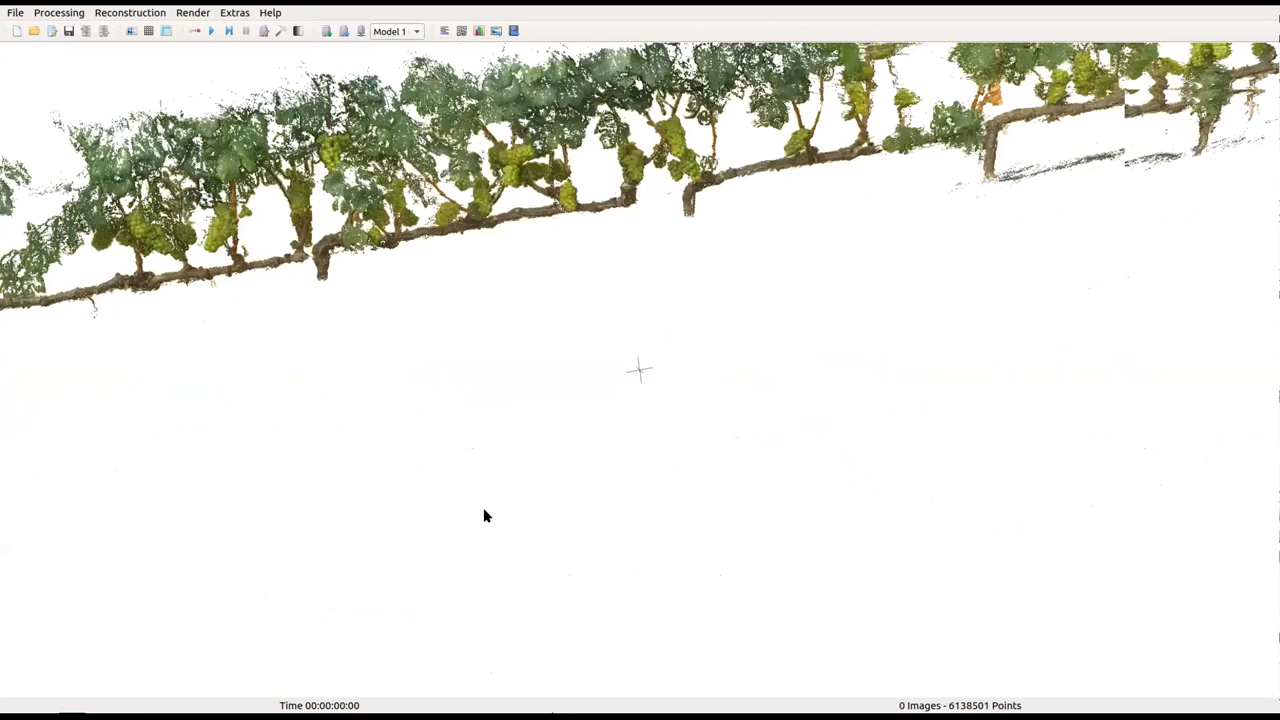 File Processing Reconstruction Render Extras Help
Model 1
Time 00:00:00:00 0 Images - 6138501 Points